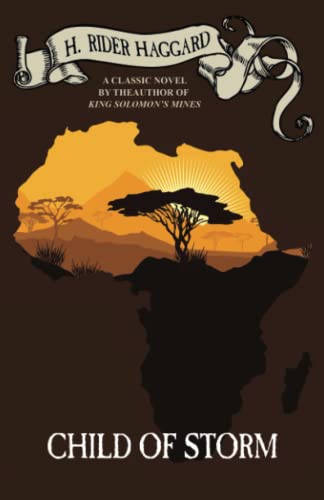 H. RIDER HAGGARD
A CLASSIC NOVEL
BY THEAUTHOR OF
KING SOLOMON'S MINES
CHILD OF STORM